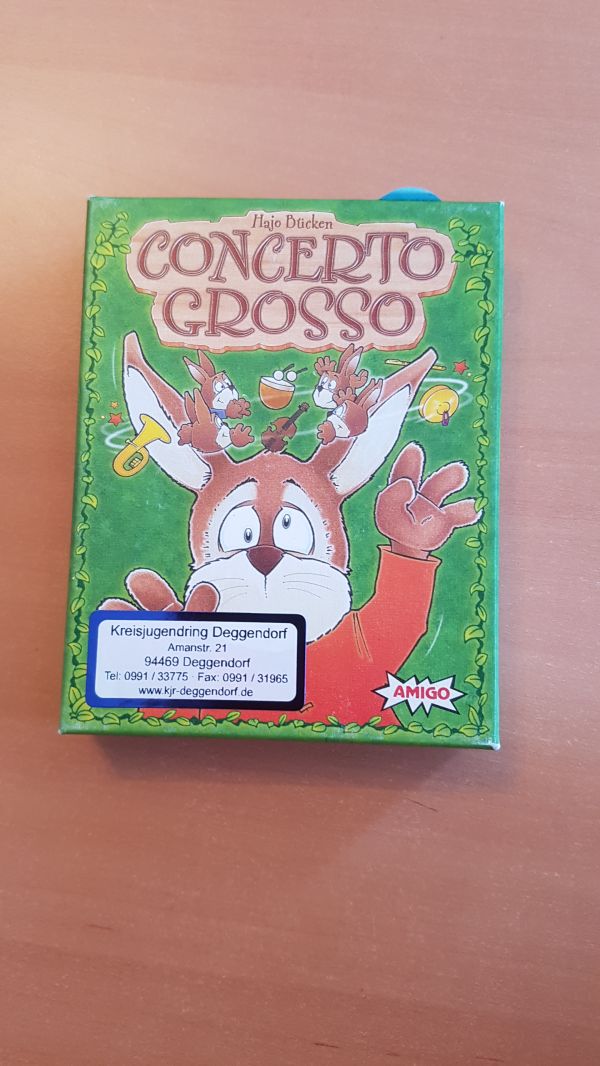 Hajo Bücken
CONCERTO
GROSSO
Kreisjugendring Deggendorf
Amanstr. 21
94469 Deggendorf
Tel: 0991 / 33775 · Fax: 0991 / 31965
www.kjr-deggendorf.de
AMIGO